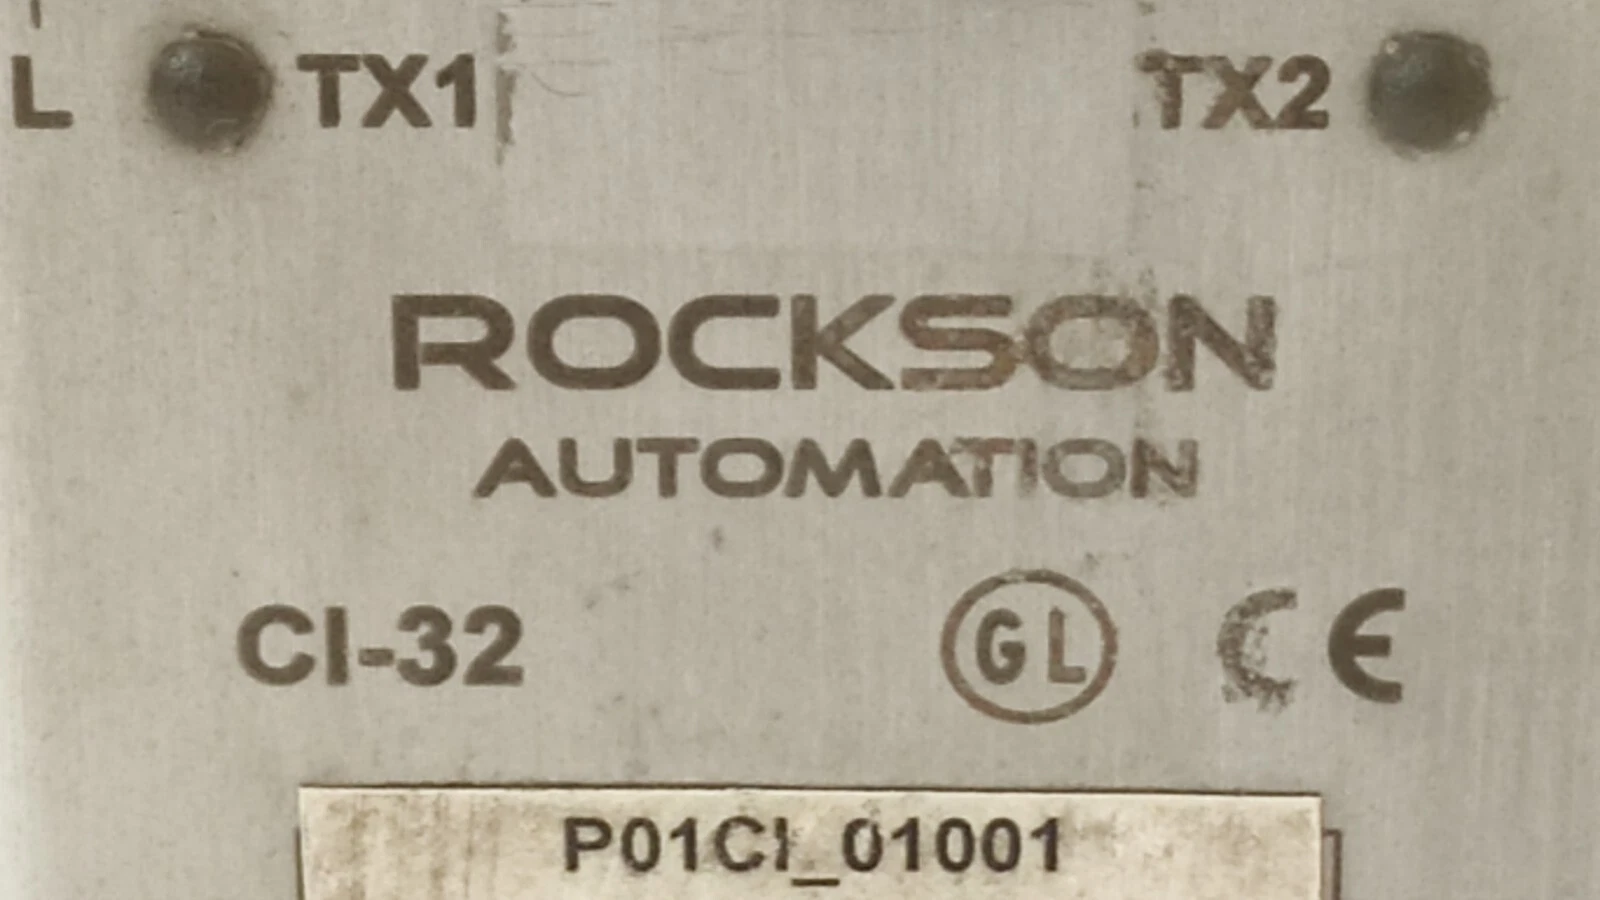 L TX1 TX2
ROCKSON
AUTOMATION
CI-32 GL CE
P01CI_01001